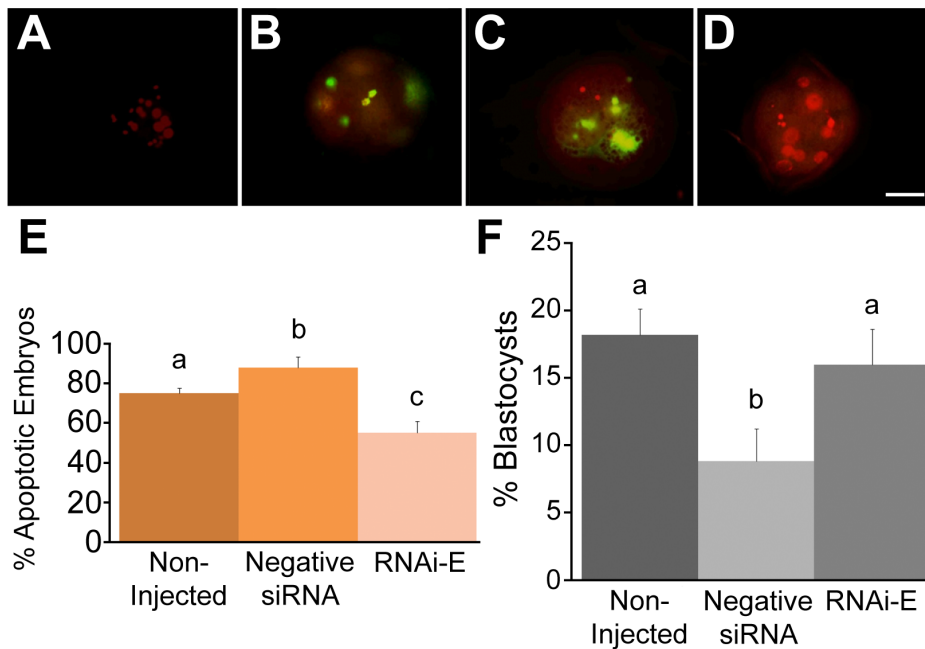 A B C D
E
% Apoptotic Embryos
100
80
60
40
20
0
a
b
c
Non-
Injected
Negative
siRNA
RNAi-E
F
% Blastocysts
25
20
15
10
5
0
a
b
a
Non-
Injected
Negative
siRNA
RNAi-E